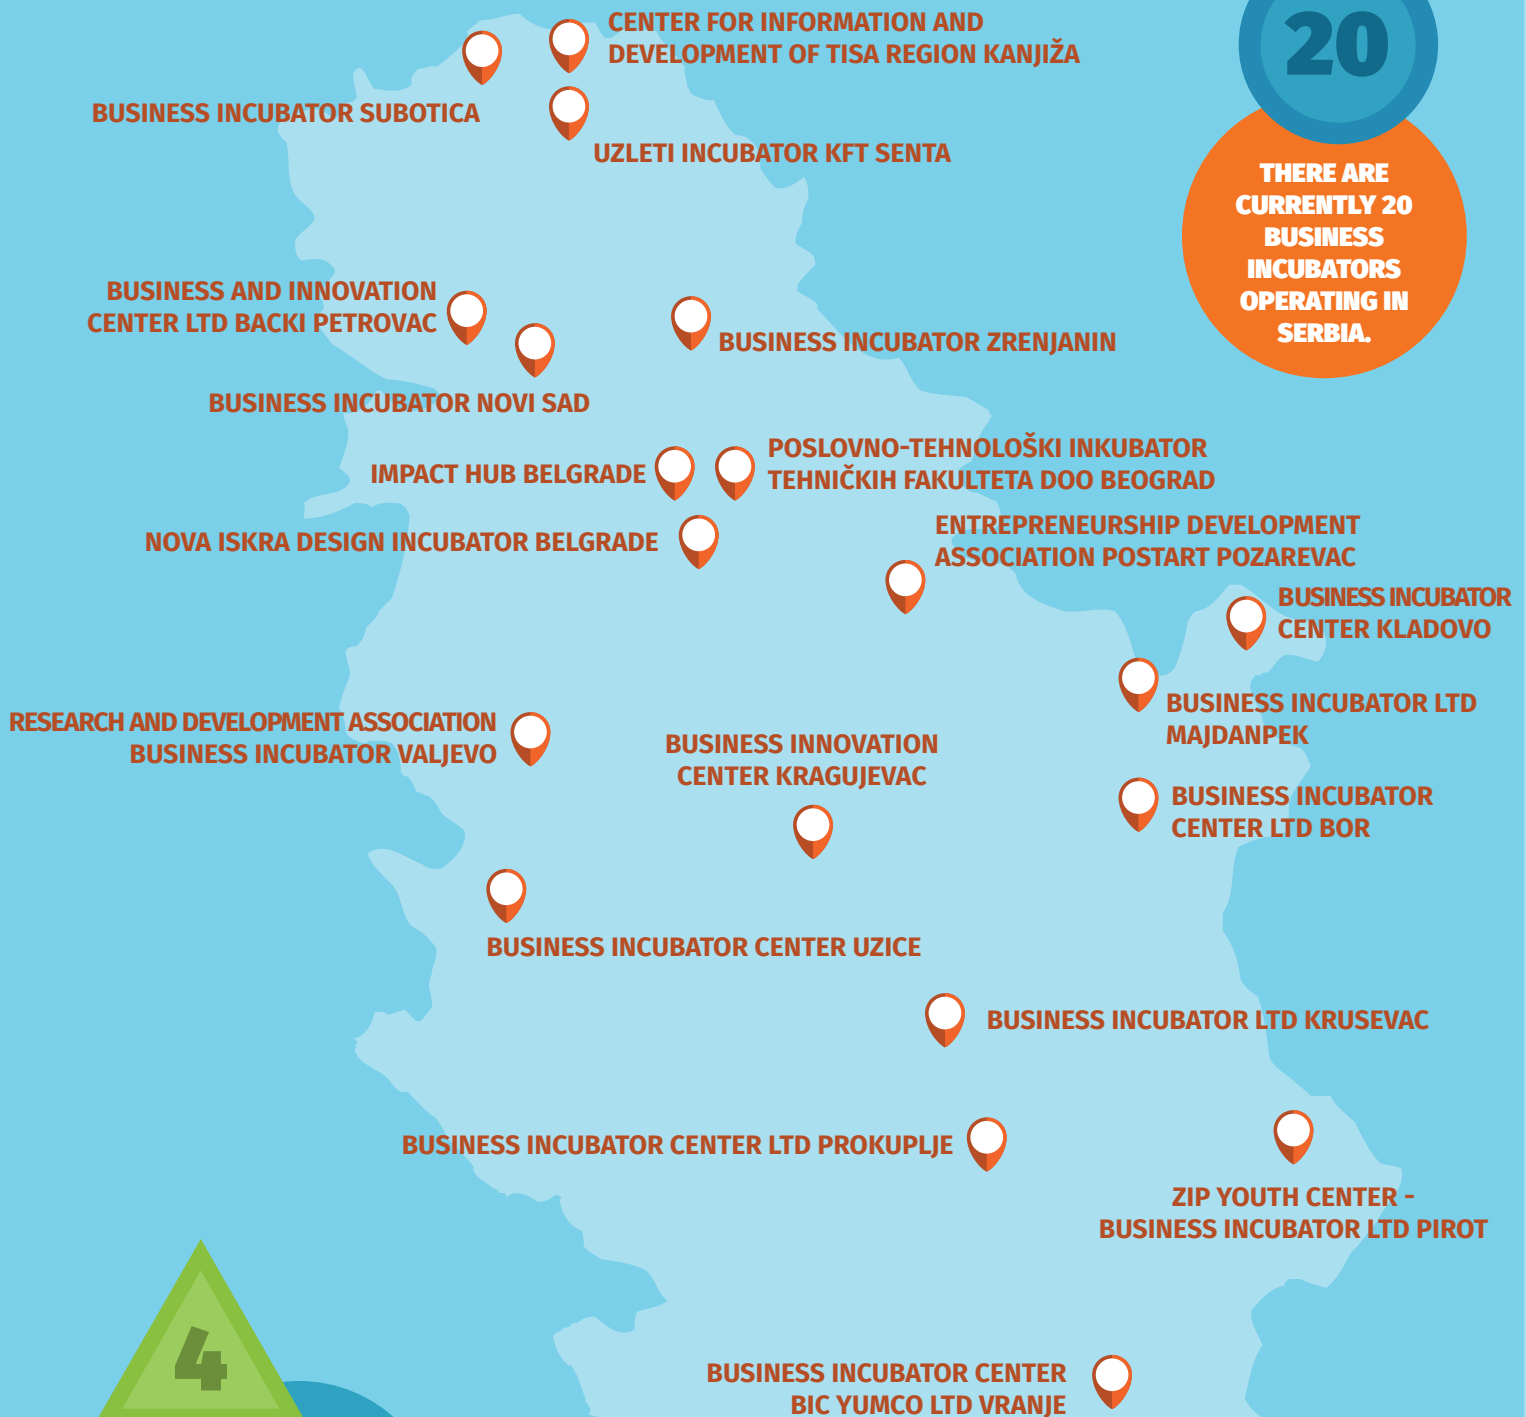 CENTER FOR INFORMATION AND
DEVELOPMENT OF TISA REGION KANJIŽA
20
BUSINESS INCUBATOR SUBOTICA
UZLETI INCUBATOR KFT SENTA
THERE ARE
CURRENTLY 20
BUSINESS
INCUBATORS
OPERATING IN
SERBIA.
BUSINESS AND INNOVATION
CENTER LTD BACKI PETROVAC
BUSINESS INCUBATOR ZRENJANIN
BUSINESS INCUBATOR NOVI SAD
IMPACT HUB BELGRADE
POSLOVNO-TEHNOLOŠKI INKUBATOR
TEHNIČKIH FAKULTETA DOO BEOGRAD
NOVA ISKRA DESIGN INCUBATOR BELGRADE
ENTREPRENEURSHIP DEVELOPMENT
ASSOCIATION POSTART POZAREVAC
BUSINESS INCUBATOR
CENTER KLADOVO
BUSINESS INCUBATOR LTD
MAJDANPEK
RESEARCH AND DEVELOPMENT ASSOCIATION
BUSINESS INCUBATOR VALJEVO
BUSINESS INNOVATION
CENTER KRAGUJEVAC
BUSINESS INCUBATOR
CENTER LTD BOR
BUSINESS INCUBATOR CENTER UZICE
BUSINESS INCUBATOR LTD KRUSEVAC
BUSINESS INCUBATOR CENTER LTD PROKUPLJE
ZIP YOUTH CENTER -
BUSINESS INCUBATOR LTD PIROT
4
BUSINESS INCUBATOR CENTER
BIC YUMCO LTD VRANJE